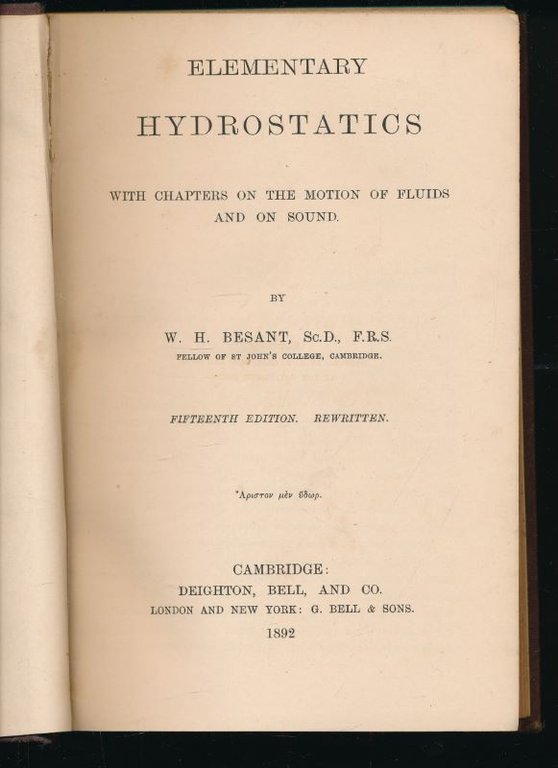 ELEMENTARY
HYDROSTATICS
WITH CHAPTERS ON THE MOTION OF FLUIDS
AND ON SOUND.
BY
W. H. BESANT, Sc.D., F.R.S.
FELLOW OF ST JOHN'S COLLEGE, CAMBRIDGE.
FIFTEENTH EDITION. REWRITTEN.
Ἄριστον μὲν ὕδωρ.
CAMBRIDGE:
DEIGHTON, BELL, AND CO.
LONDON AND NEW YORK: G. BELL & SONS.
1892